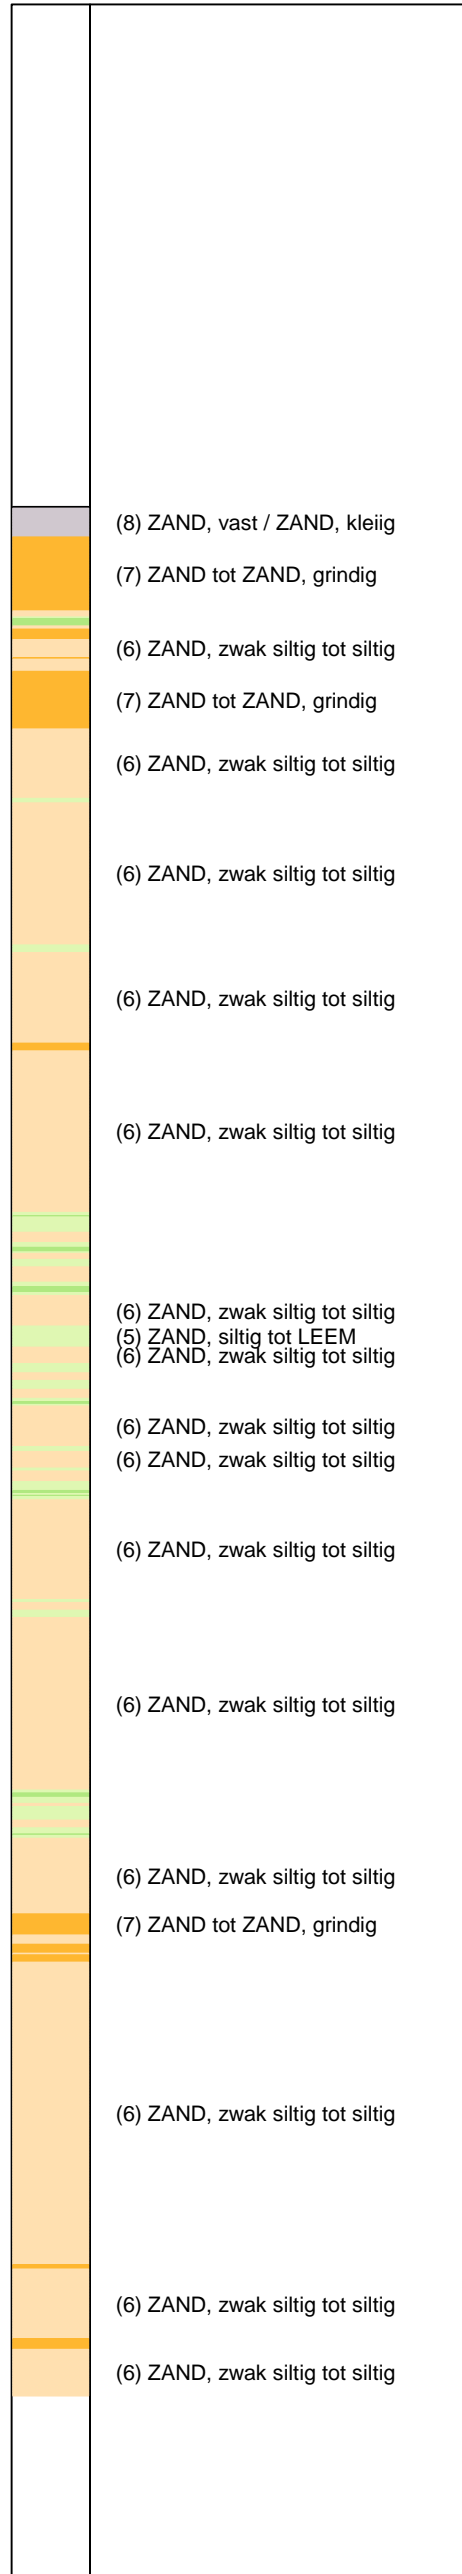 (8) ZAND, vast / ZAND, kleiig
(7) ZAND tot ZAND, grindig
(6) ZAND, zwak siltig tot siltig
(7) ZAND tot ZAND, grindig
(6) ZAND, zwak siltig tot siltig
(6) ZAND, zwak siltig tot siltig
(6) ZAND, zwak siltig tot siltig
(6) ZAND, zwak siltig tot siltig
(6) ZAND, zwak siltig tot siltig
(5) ZAND, siltig tot LEEM
(6) ZAND, zwak siltig tot siltig
(6) ZAND, zwak siltig tot siltig
(6) ZAND, zwak siltig tot siltig
(6) ZAND, zwak siltig tot siltig
(6) ZAND, zwak siltig tot siltig
(6) ZAND, zwak siltig tot siltig
(7) ZAND tot ZAND, grindig
(6) ZAND, zwak siltig tot siltig
(6) ZAND, zwak siltig tot siltig
(6) ZAND, zwak siltig tot siltig